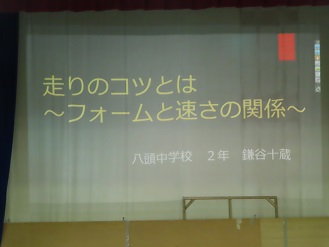 走りのコツとは
～フォームと速さの関係～
八頭中学校　２年　鎌谷十蔵